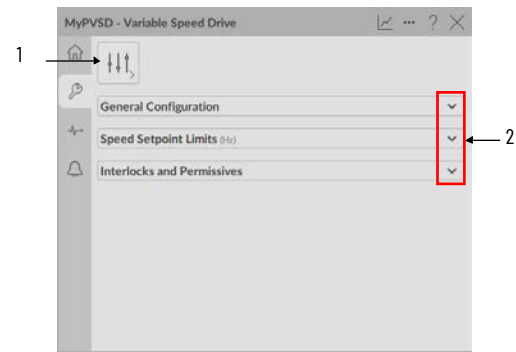 MyPVSD - Variable Speed Drive ?
1
General Configuration
Speed Setpoint Limits (Hz)
2
Interlocks and Permissives